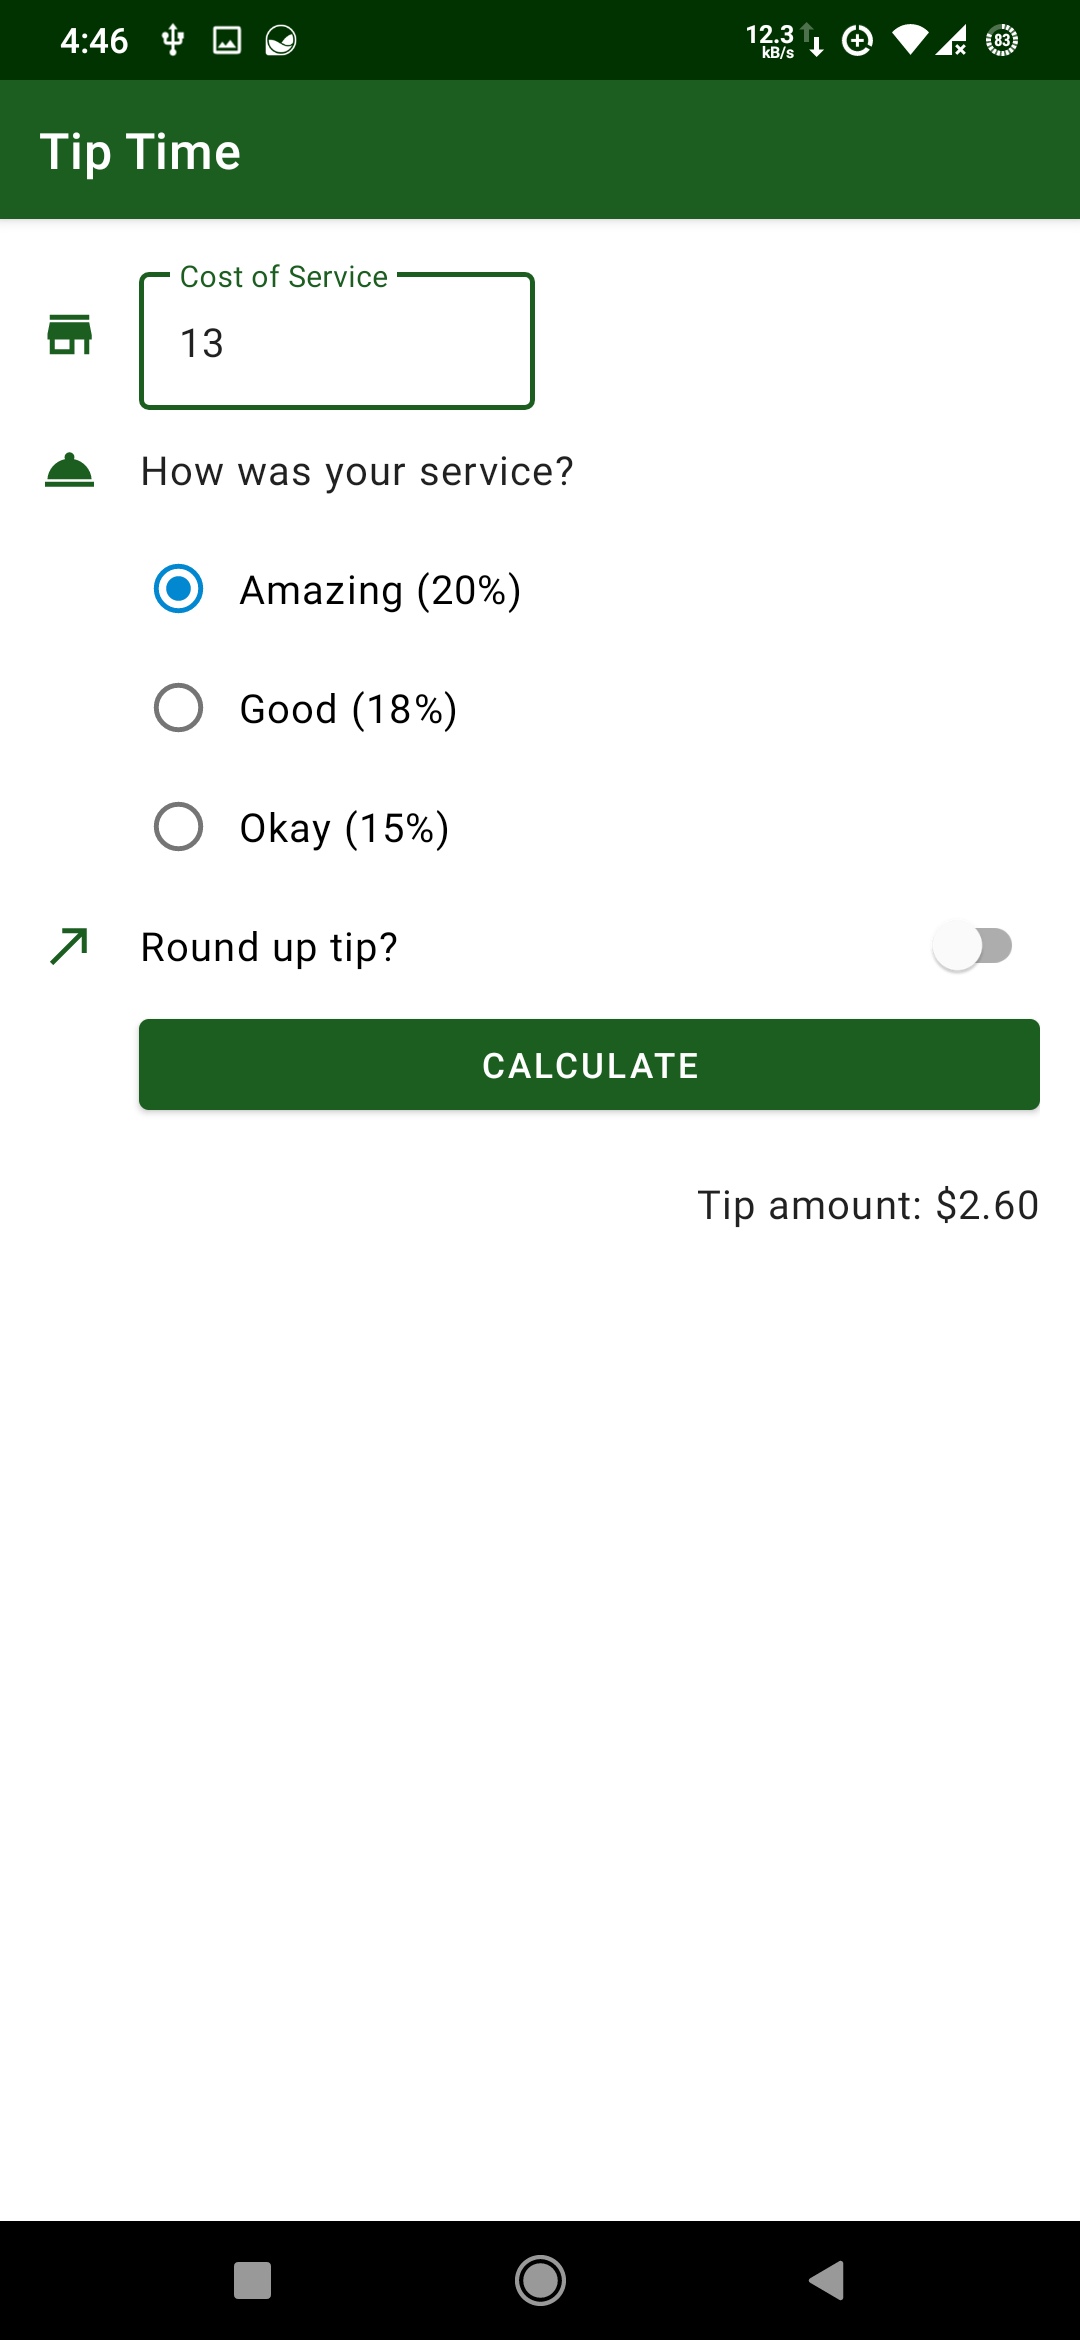 4:46
12.3
kB/s
83
Tip Time
Cost of Service
13
How was your service?
Amazing (20%)
Good (18%)
Okay (15%)
Round up tip?
CALCULATE
Tip amount: $2.60